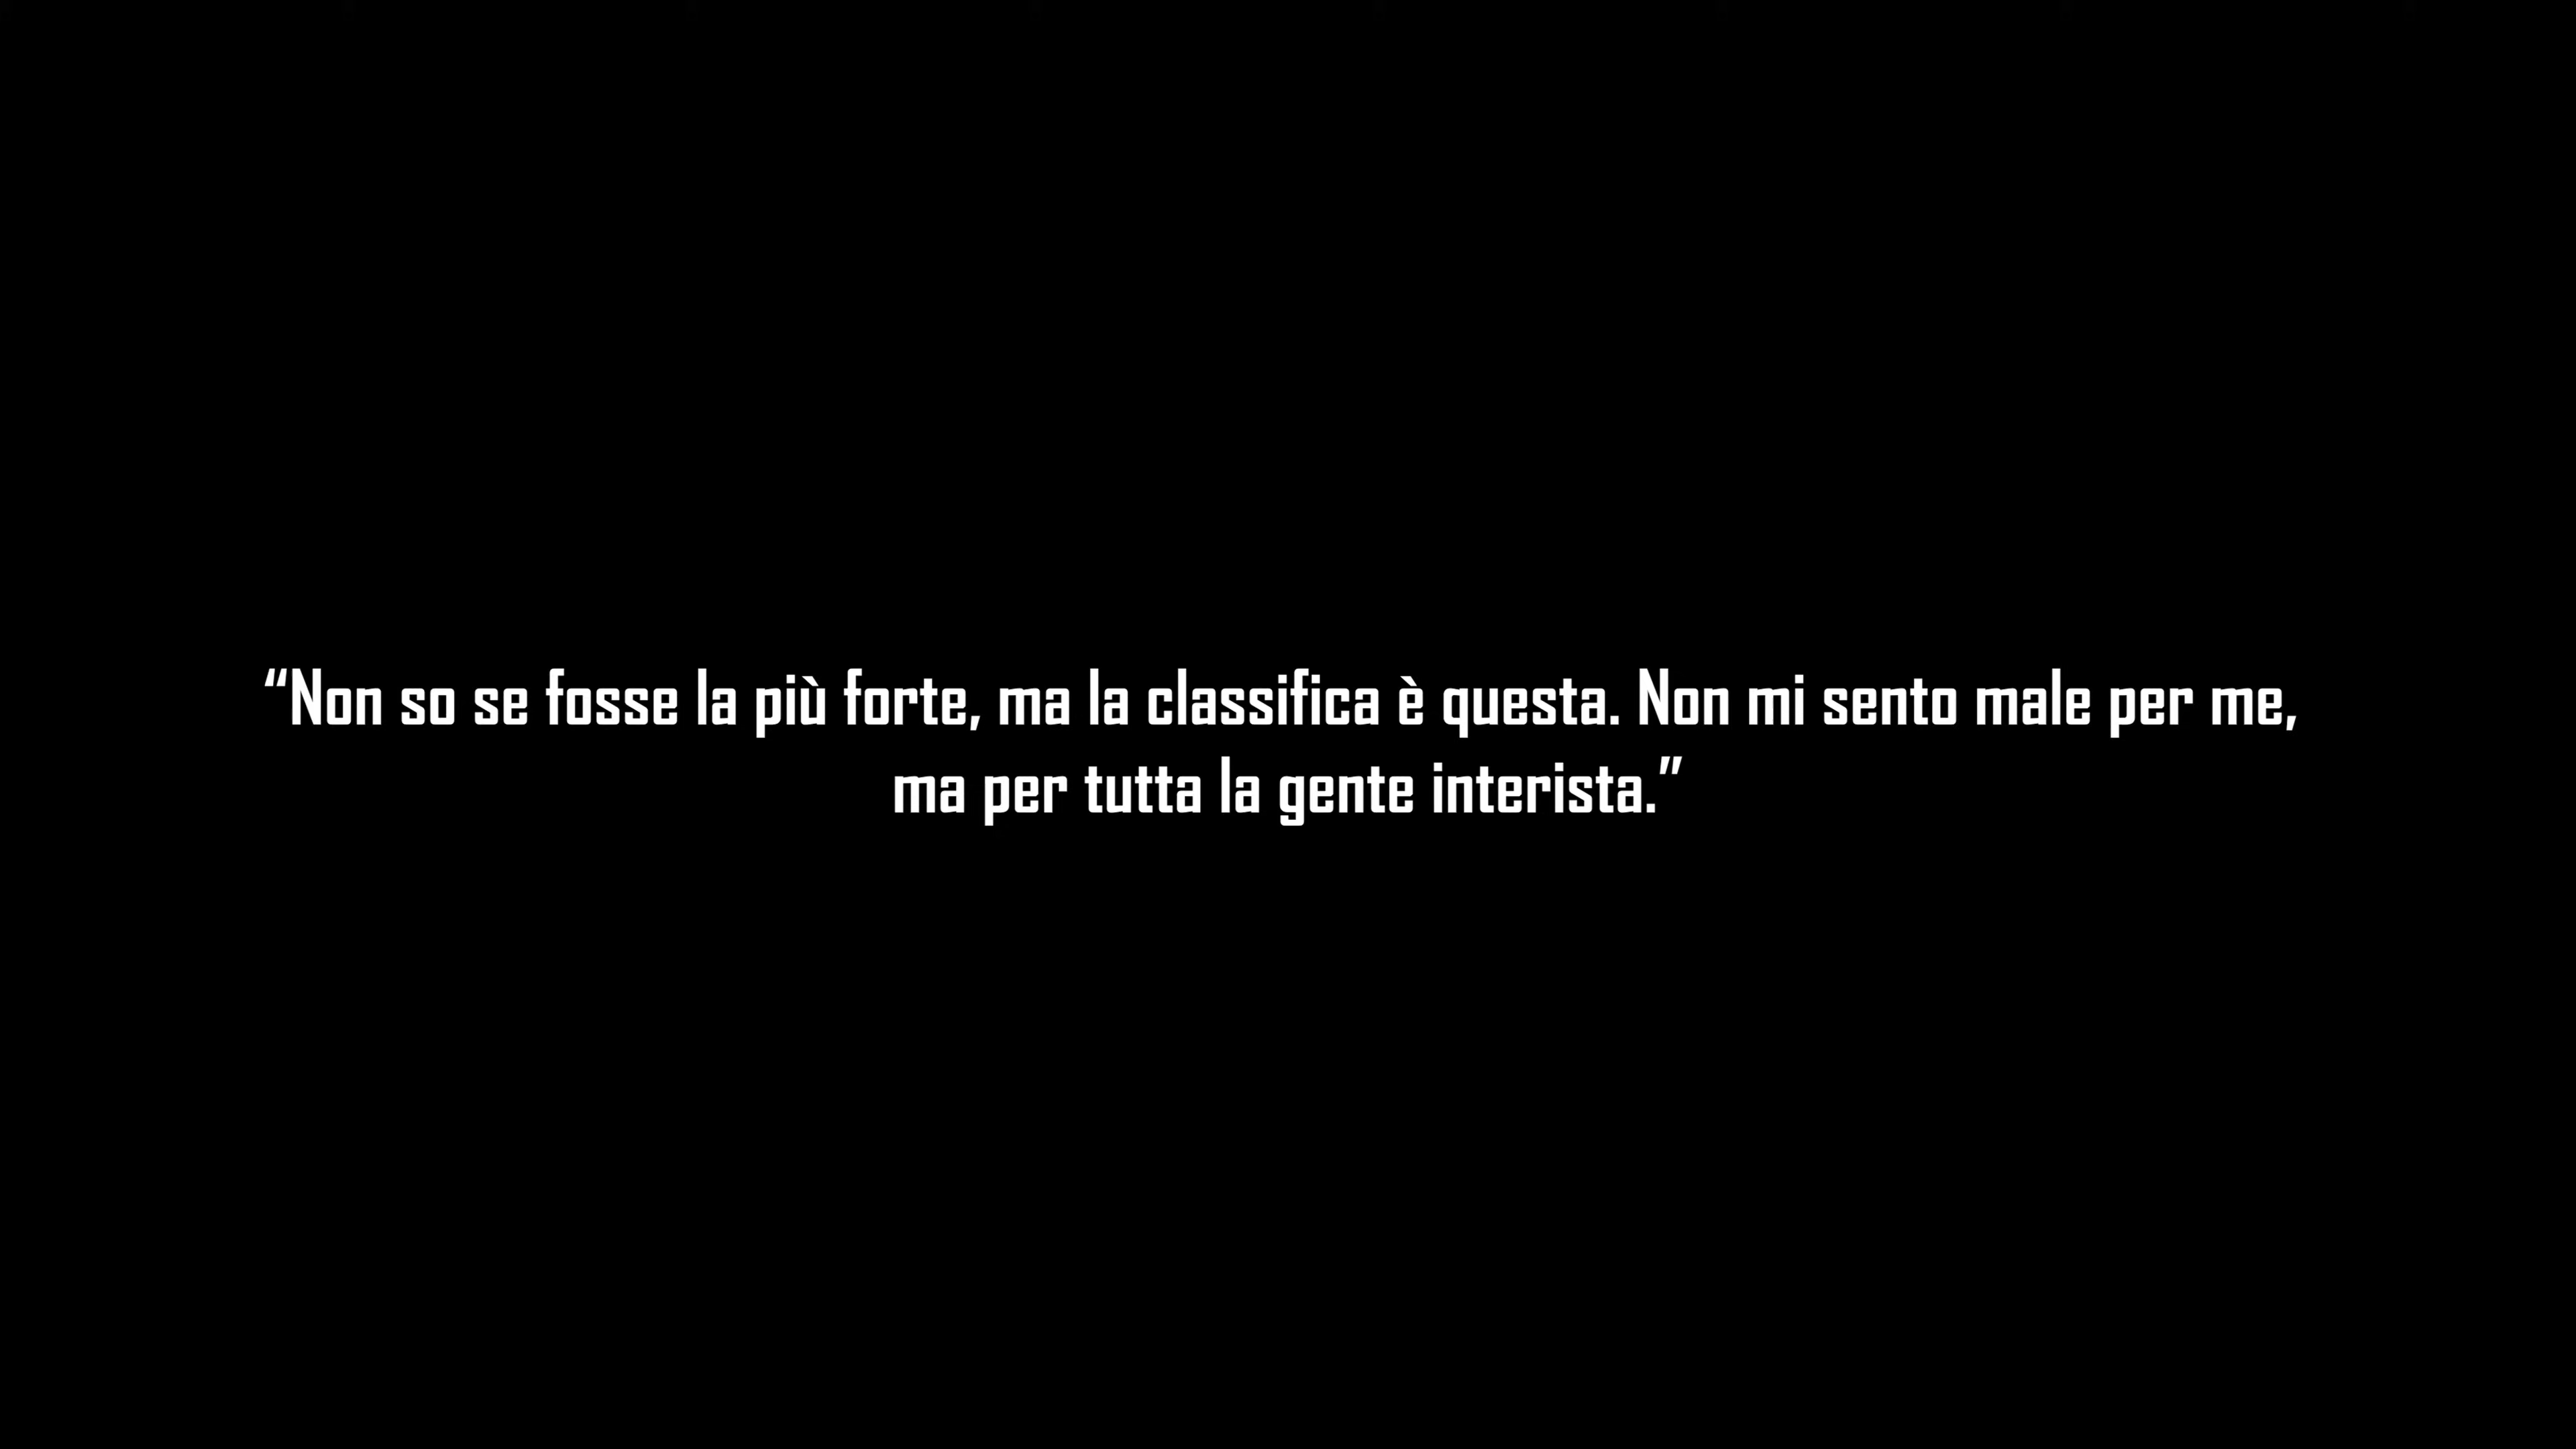 “Non so se fosse la più forte, ma la classifica è questa. Non mi sento male per me,
ma per tutta la gente interista.”